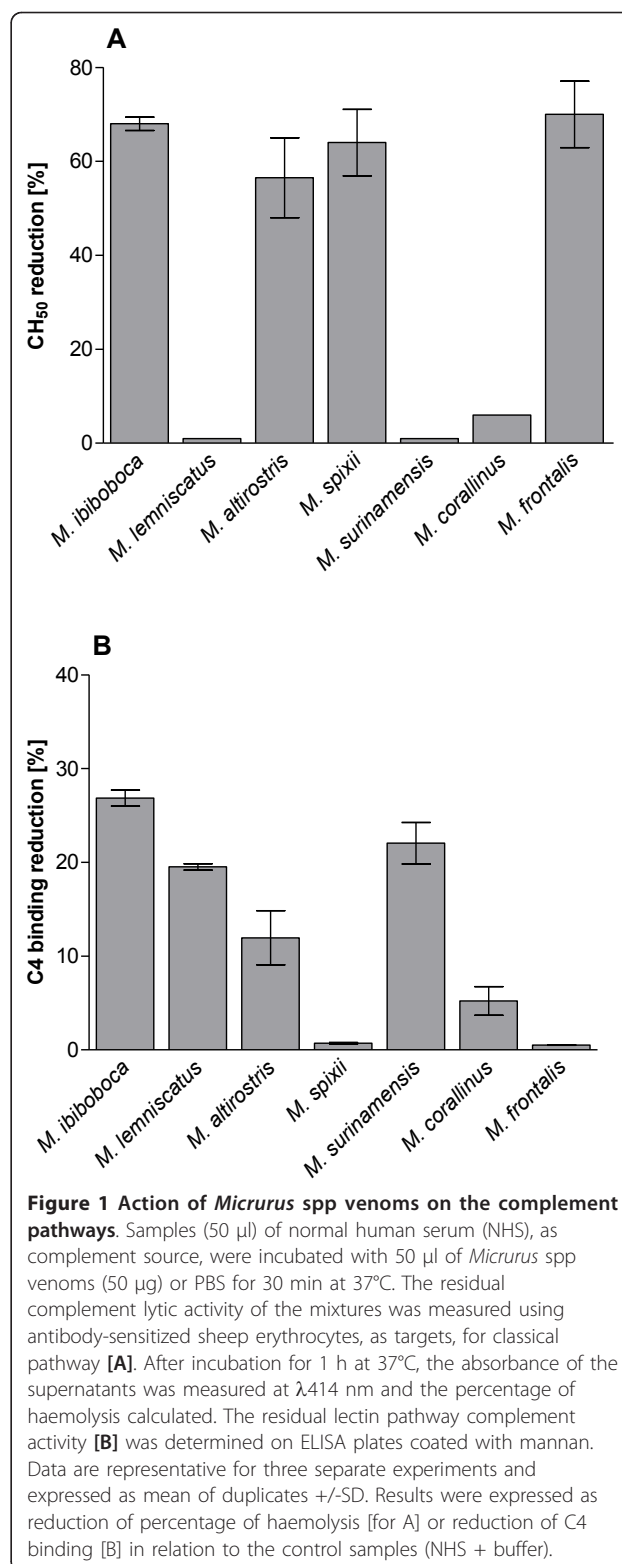 A
80
60
40
20
0
CH50 reduction [%]
M. ibiboboca
M. lemniscatus
M. altirostris
M. spixii
M. surinamensis
M. corallinus
M. frontalis
B
40
30
20
10
0
C4 binding reduction [%]
M. ibiboboca
M. lemniscatus
M. altirostris
M. spixii
M. surinamensis
M. corallinus
M. frontalis
Figure 1 Action of Micrurus spp venoms on the complement
pathways. Samples (50 μl) of normal human serum (NHS), as
complement source, were incubated with 50 μl of Micrurus spp
venoms (50 μg) or PBS for 30 min at 37°C. The residual
complement lytic activity of the mixtures was measured using
antibody-sensitized sheep erythrocytes, as targets, for classical
pathway [A]. After incubation for 1 h at 37°C, the absorbance of the
supernatants was measured at λ414 nm and the percentage of
haemolysis calculated. The residual lectin pathway complement
activity [B] was determined on ELISA plates coated with mannan.
Data are representative for three separate experiments and
expressed as mean of duplicates +/-SD. Results were expressed as
reduction of percentage of haemolysis [for A] or reduction of C4
binding [B] in relation to the control samples (NHS + buffer).